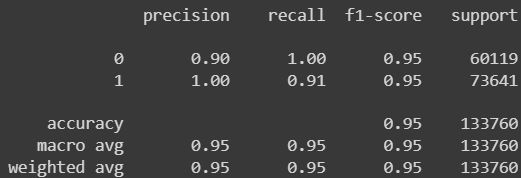 precision recall f1-score support
0 0.90 1.00 0.95 60119
1 1.00 0.91 0.95 73641
accuracy 0.95 133760
macro avg 0.95 0.95 0.95 133760
weighted avg 0.95 0.95 0.95 133760